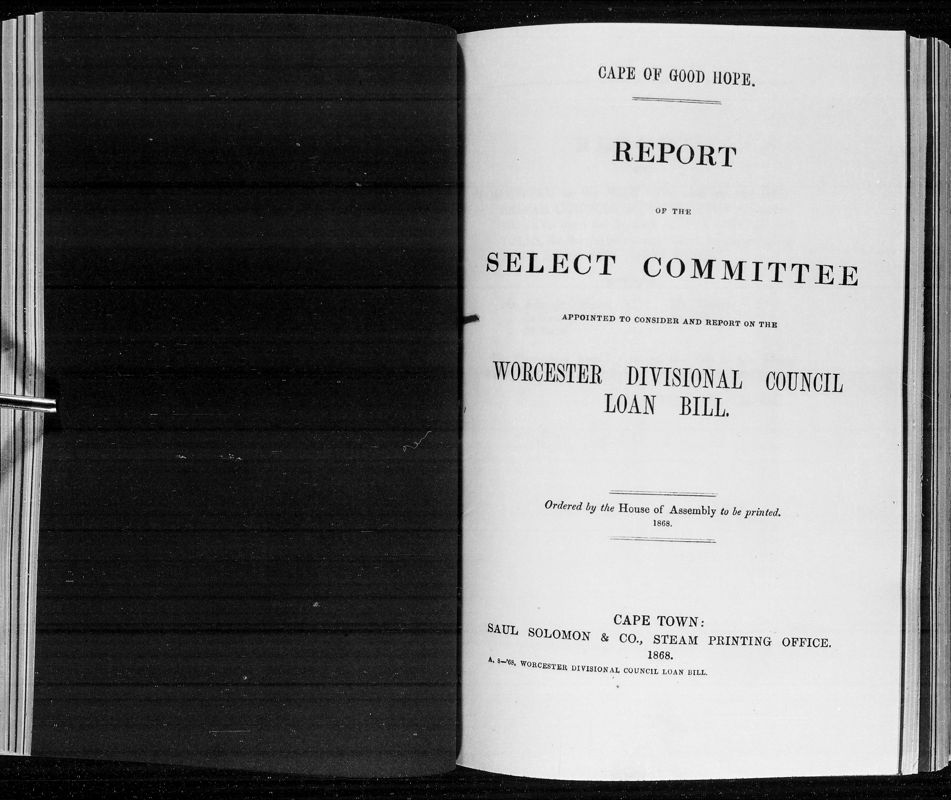 CAPE OF GOOD HOPE.
REPORT
OF THE
SELECT COMMITTEE
APPOINTED TO CONSIDER AND REPORT ON THE
WORCESTER DIVISIONAL COUNCIL
LOAN BILL.
Ordered by the House of Assembly to be printed.
1868.
CAPE TOWN:
SAUL SOLOMON & CO., STEAM PRINTING OFFICE.
1868.
A. 8—'68. WORCESTER DIVISIONAL COUNCIL LOAN BILL.